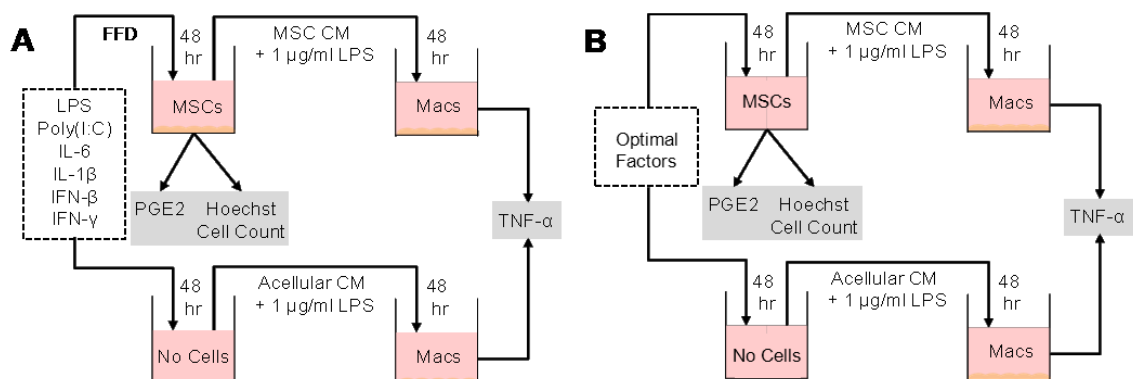 A
FFD
48
hr
MSC CM
+ 1 µg/ml LPS
48
hr
LPS
Poly(I:C)
IL-6
IL-1β
IFN-β
IFN-γ
MSCs
Macs
PGE2
Hoechst
Cell Count
TNF-α
48
hr
Acellular CM
+ 1 µg/ml LPS
48
hr
No Cells
Macs
B
48
hr
MSC CM
+ 1 µg/ml LPS
48
hr
Optimal
Factors
MSCs
Macs
PGE2
Hoechst
Cell Count
TNF-α
48
hr
Acellular CM
+ 1 µg/ml LPS
48
hr
No Cells
Macs